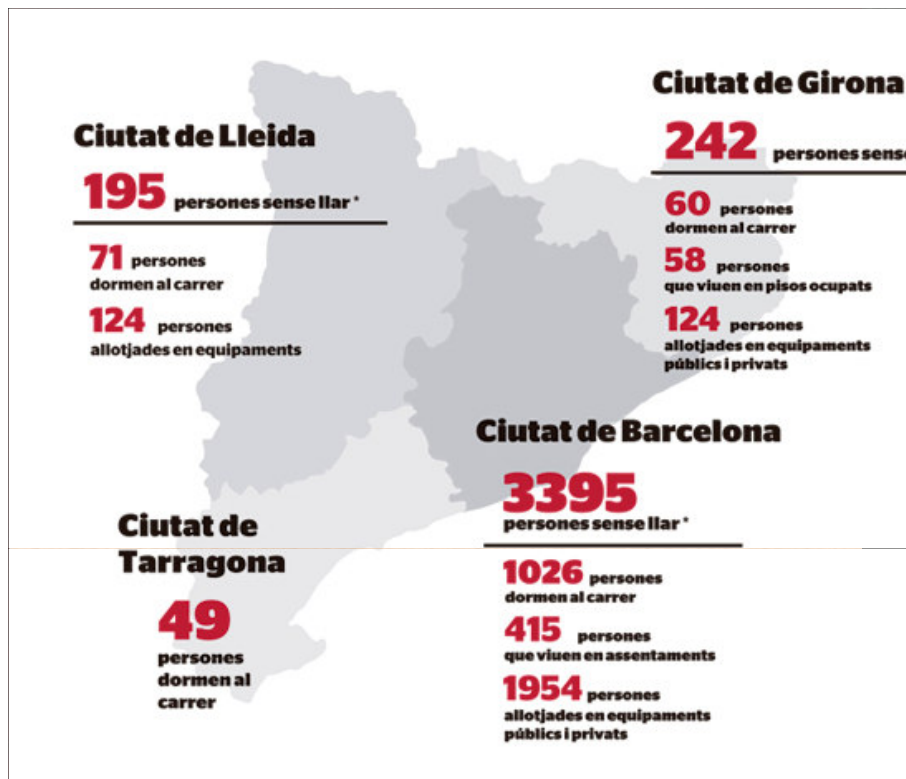 Ciutat de Lleida
195 persones sense llar *
71 persones
dormen al carrer
124 persones
allotjades en equipaments
Ciutat de Girona
242 persones sense
60 persones
dormen al carrer
58 persones
que viuen en pisos ocupats
124 persones
allotjades en equipaments
públics i privats
Ciutat de Barcelona
3395
persones sense llar *
1026 persones
dormen al carrer
415 persones
que viuen en assentaments
1954 persones
allotjades en equipaments
públics i privats
Ciutat de
Tarragona
49
persones
dormen al
carrer